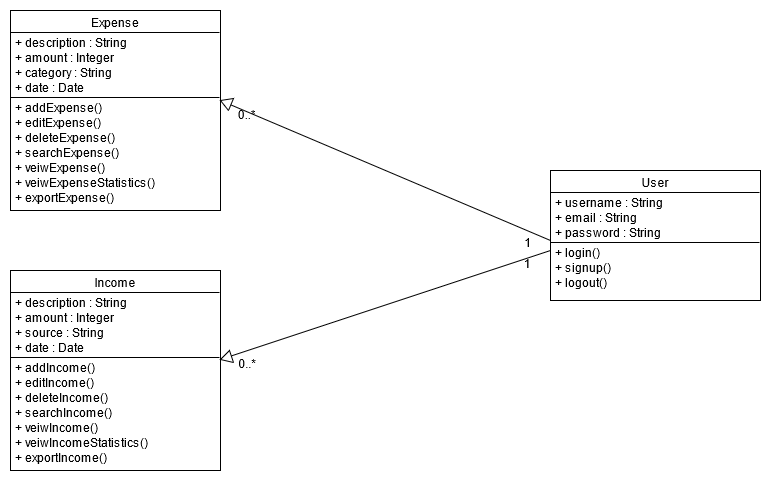 Expense
+ description : String
+ amount : Integer
+ category : String
+ date : Date
+ addExpense()
+ editExpense()
+ deleteExpense()
+ searchExpense()
+ veiwExpense()
+ veiwExpenseStatistics()
+ exportExpense()
0..*
User
+ username : String
+ email : String
+ password : String
+ login()
+ signup()
+ logout()
1
1
Income
+ description : String
+ amount : Integer
+ source : String
+ date : Date
+ addIncome()
+ editIncome()
+ deleteIncome()
+ searchIncome()
+ veiwIncome()
+ veiwIncomeStatistics()
+ exportIncome()
0..*